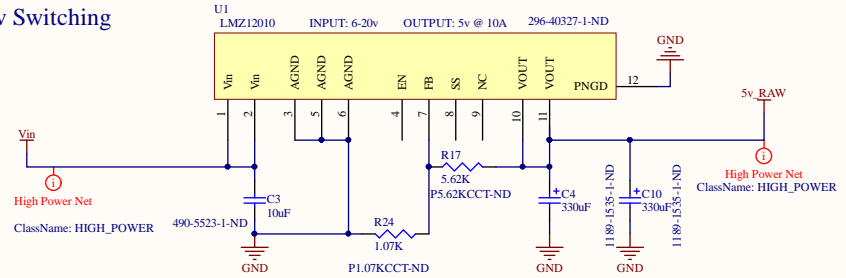 v Switching
U1
LMZ12010 INPUT: 6-20v OUTPUT: 5v @ 10A 296-40327-1-ND
Vin Vin AGND AGND AGND EN FB SS NC VOUT VOUT PNGD
1 2 3 5 6 4 7 8 9 10 11 12
GND
5v_RAW
Vin
i
High Power Net
ClassName: HIGH_POWER
C3
10uF
490-5523-1-ND
GND
R24
1.07K
P1.07KCCT-ND
R17
5.62K
P5.62KCCT-ND
C4
330uF
1189-1535-1-ND
GND
C10
330uF
1189-1535-1-ND
GND
i
High Power Net
ClassName: HIGH_POWER